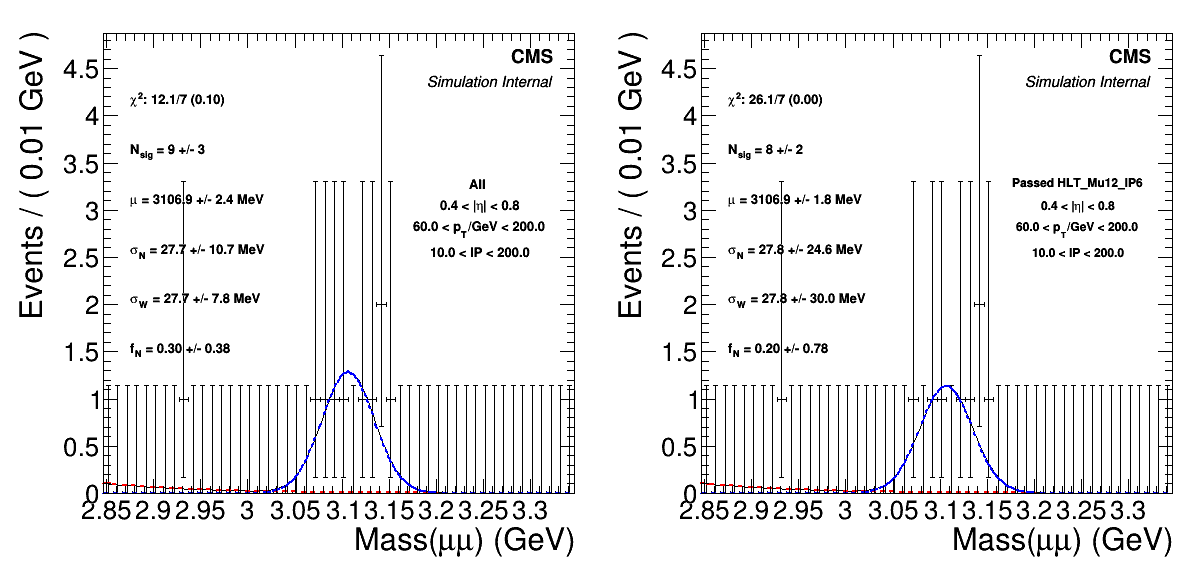 CMS
Simulation Internal
χ²: 12.1/7 (0.10)
N_sig = 9 +/- 3
μ = 3106.9 +/- 2.4 MeV
σ_N = 27.7 +/- 10.7 MeV
σ_W = 27.7 +/- 7.8 MeV
f_N = 0.30 +/- 0.38
All
0.4 < |η| < 0.8
60.0 < p_T/GeV < 200.0
10.0 < IP < 200.0
Events / ( 0.01 GeV )
4.5
4
3.5
3
2.5
2
1.5
1
0.5
0
2.85 2.9 2.95 3 3.05 3.1 3.15 3.2 3.25 3.3
Mass(μμ) (GeV)
CMS
Simulation Internal
χ²: 26.1/7 (0.00)
N_sig = 8 +/- 2
μ = 3106.9 +/- 1.8 MeV
σ_N = 27.8 +/- 24.6 MeV
σ_W = 27.8 +/- 30.0 MeV
f_N = 0.20 +/- 0.78
Passed HLT_Mu12_IP6
0.4 < |η| < 0.8
60.0 < p_T/GeV < 200.0
10.0 < IP < 200.0
Events / ( 0.01 GeV )
4.5
4
3.5
3
2.5
2
1.5
1
0.5
0
2.85 2.9 2.95 3 3.05 3.1 3.15 3.2 3.25 3.3
Mass(μμ) (GeV)